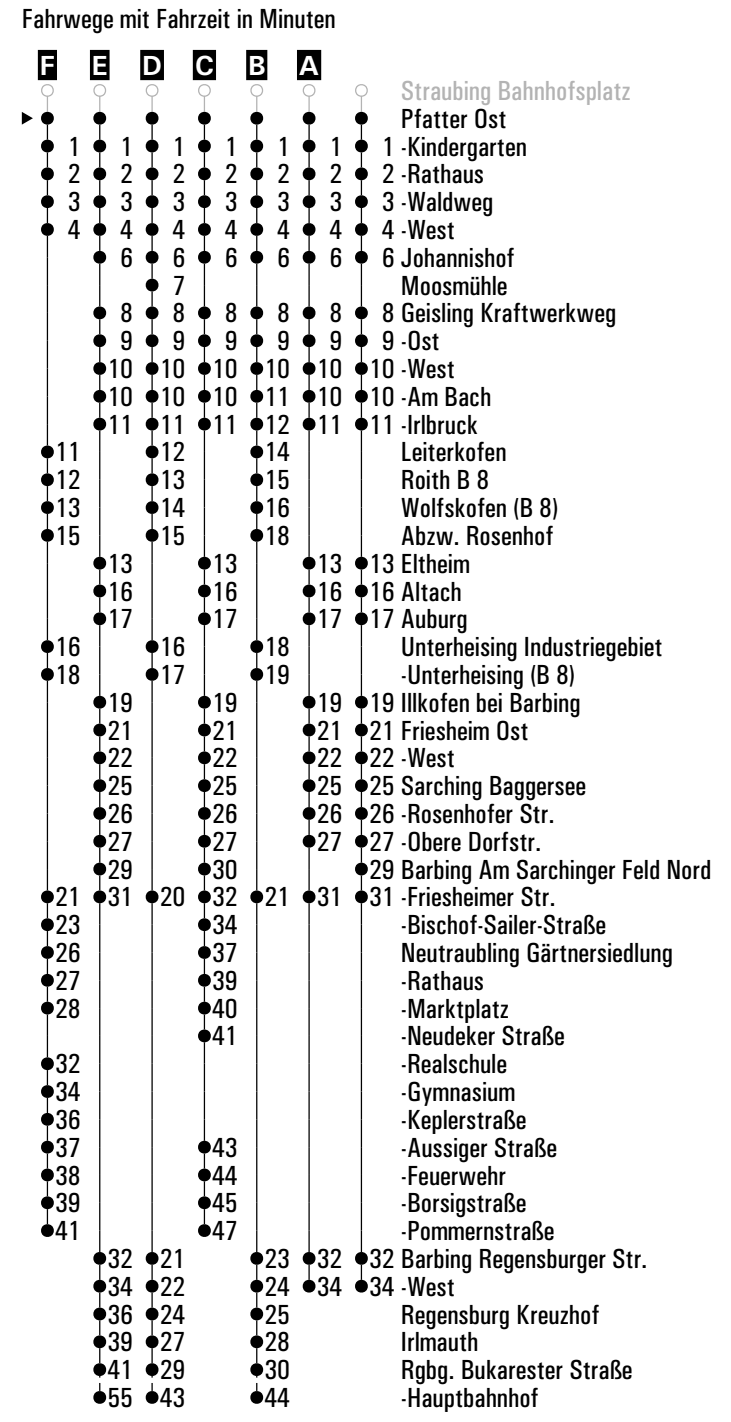 Fahrwege mit Fahrzeit in Minuten
F E D C B A
Straubing Bahnhofsplatz
Pfatter Ost
1 1 1 1 1 1 1 -Kindergarten
2 2 2 2 2 2 2 -Rathaus
3 3 3 3 3 3 3 -Waldweg
4 4 4 4 4 4 4 -West
6 6 6 6 6 6 Johannishof
7 Moosmühle
8 8 8 8 8 8 Geisling Kraftwerkweg
9 9 9 9 9 9 -Ost
10 10 10 10 10 10 -West
10 10 10 11 10 10 -Am Bach
11 11 11 12 11 11 -Irlbruck
11 12 14 Leiterkofen
12 13 15 Roith B 8
13 14 16 Wolfskofen (B 8)
15 15 18 Abzw. Rosenhof
13 13 13 13 Eltheim
16 16 16 16 Altach
17 17 17 17 Auburg
16 16 18 Unterheising Industriegebiet
18 17 19 -Unterheising (B 8)
19 19 19 19 Illkofen bei Barbing
21 21 21 21 Friesheim Ost
22 22 22 22 -West
25 25 25 25 Sarching Baggersee
26 26 26 26 -Rosenhofer Str.
27 27 27 27 -Obere Dorfstr.
29 30 29 Barbing Am Sarchinger Feld Nord
21 31 20 32 21 31 31 -Friesheimer Str.
23 34 -Bischof-Sailer-Straße
26 37 Neutraubling Gärtnersiedlung
27 39 -Rathaus
28 40 -Marktplatz
41 -Neudeker Straße
32 -Realschule
34 -Gymnasium
36 -Keplerstraße
37 43 -Aussiger Straße
38 44 -Feuerwehr
39 45 -Borsigstraße
41 47 -Pommernstraße
32 21 23 32 32 Barbing Regensburger Str.
34 22 24 34 34 -West
36 24 25 Regensburg Kreuzhof
39 27 28 Irlmauth
41 29 30 Rgbg. Bukarester Straße
55 43 44 -Hauptbahnhof